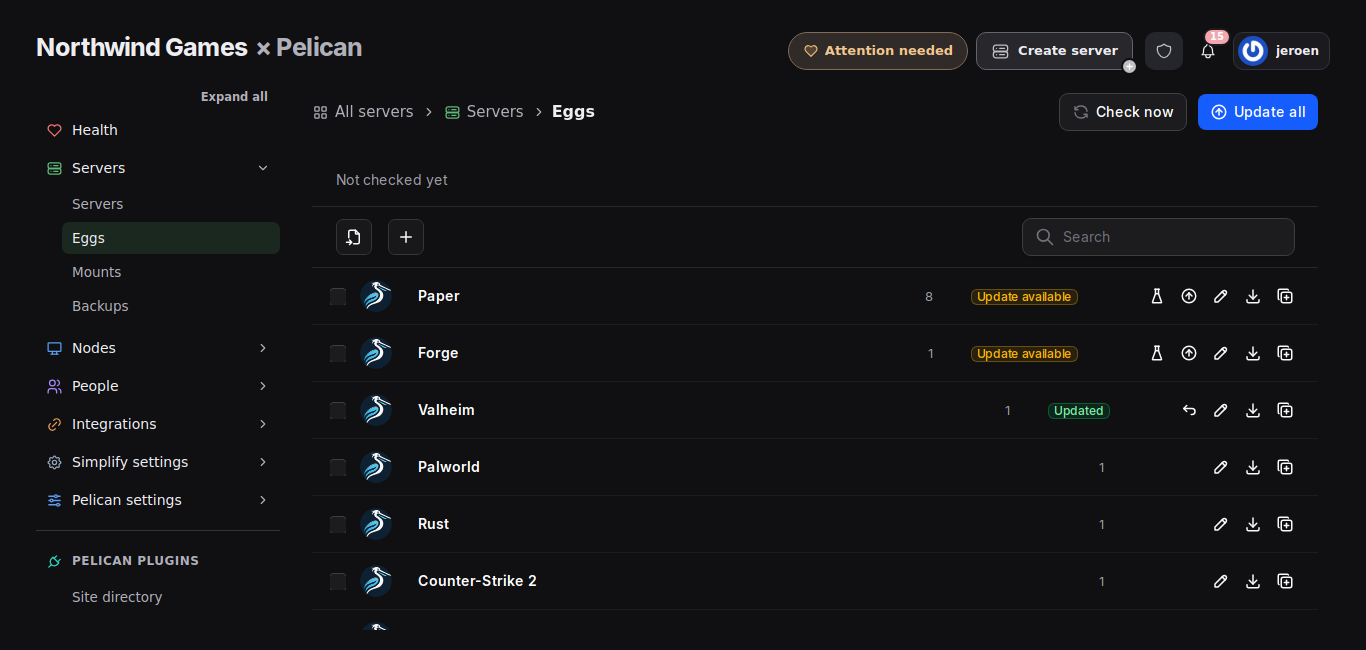 Northwind Games × Pelican
Attention needed
Create server
15
jeroen
Expand all
Health
Servers
Servers
Eggs
Mounts
Backups
Nodes
People
Integrations
Simplify settings
Pelican settings
PELICAN PLUGINS
Site directory
All servers > Servers > Eggs
Check now
Update all
Not checked yet
Search
Paper 8 Update available
Forge 1 Update available
Valheim 1 Updated
Palworld 1
Rust 1
Counter-Strike 2 1